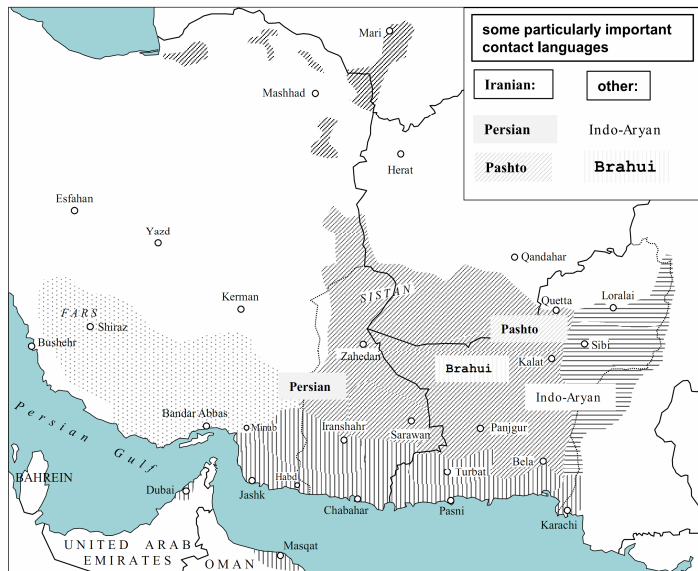 some particularly important
contact languages
Iranian:
other:
Persian
Indo-Aryan
Pashto
Brahui
Mari
Mashhad
Herat
Esfahan
Yazd
Qandahar
Kerman
SISTAN
Quetta
Loralai
FARS
Shiraz
Pashto
Bushehr
Zahedan
Kalat
Sibi
Brahui
Persian
Indo-Aryan
Bandar Abbas
Minab
Iranshahr
Sarawan
Panjgur
Persian Gulf
Turbat
Bela
BAHREIN
Dubai
Jashk
Habd
Chabahar
Pasni
Karachi
UNITED ARAB
EMIRATES
OMAN
Masqat